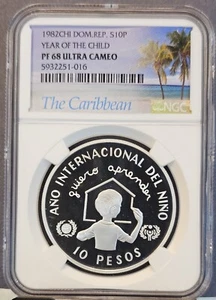 1982CHI DOM.REP. S10P
YEAR OF THE CHILD
PF 68 ULTRA CAMEO
5932251-016
The Caribbean
NGC
AÑO INTERNACIONAL DEL NIÑO
quiero aprender
10 PESOS